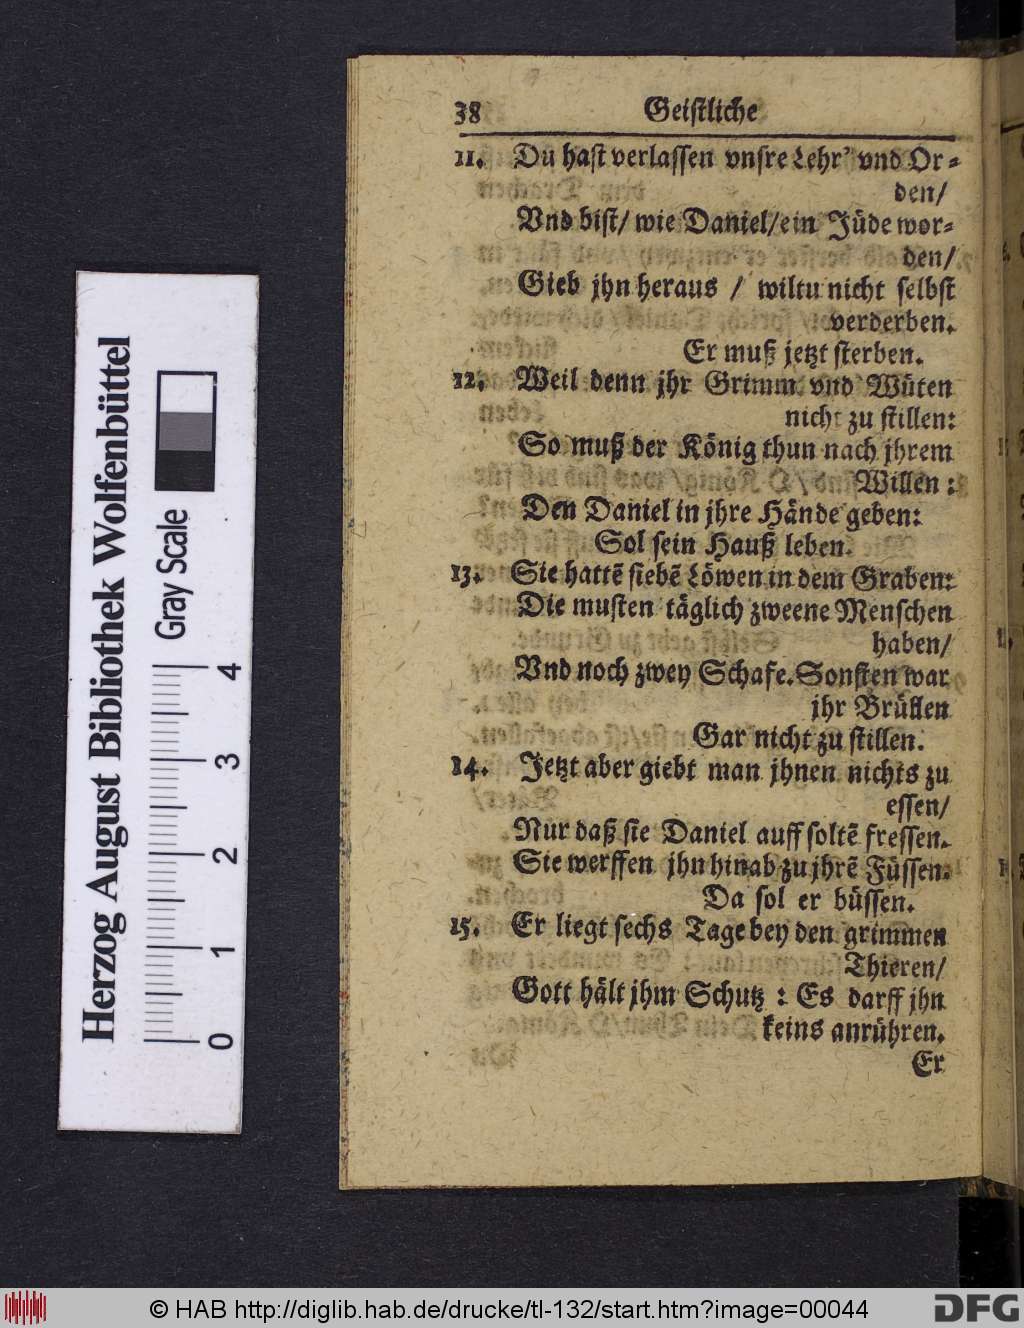 38 Geistliche
11. Du hast verlassen vnsre Lehr' vnd Or-
den/
Vnd bist/ wie Daniel/ein Jüde wor-
den/
Gieb jhn heraus / wiltu nicht selbst
verderben.
Er muß jetzt sterben.
12. Weil denn jhr Grimm vnd Wüten
nicht zu stillen:
So muß der König thun nach jhrem
Willen:
Den Daniel in jhre Hände geben:
Sol sein Hauß leben.
13. Sie hattẽ siebẽ Löwen in dem Graben:
Die musten täglich zweene Menschen
haben/
Vnd noch zwey Schafe. Sonsten war
jhr Brüllen
Gar nicht zu stillen.
14. Jetzt aber giebt man jhnen nichts zu
essen/
Nur daß sie Daniel auff soltẽ fressen.
Sie werffen jhn hinab zu jhrẽ Füssen.
Da sol er büssen.
15. Er liegt sechs Tage bey den grimmen
Thieren/
Gott hält jhm Schutz : Es darff jhn
keins anrühren.
Er
Herzog August Bibliothek Wolfenbüttel
Gray Scale
0 1 2 3 4
© HAB http://diglib.hab.de/drucke/tl-132/start.htm?image=00044
DFG